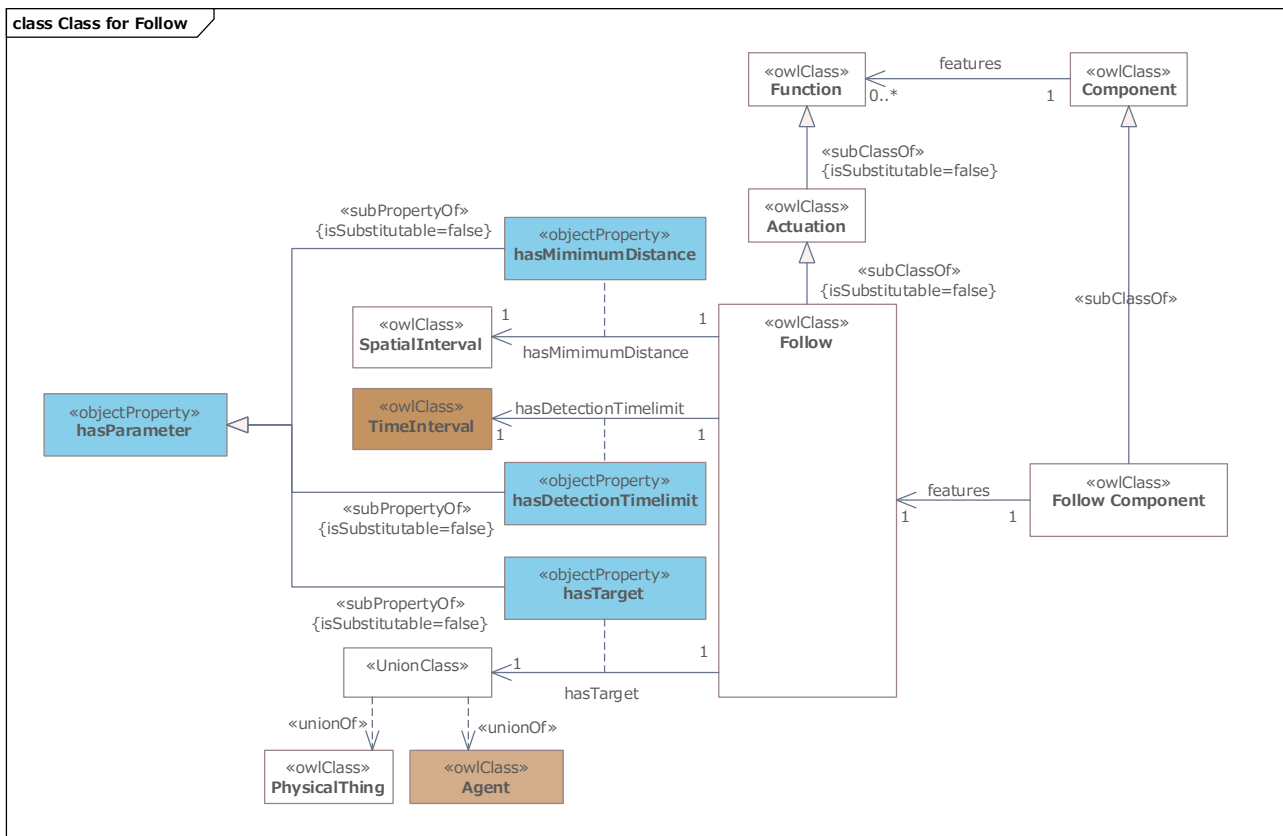 class Class for Follow
«owlClass»
Function
features
0..*
1
«owlClass»
Component
«subClassOf»
{isSubstitutable=false}
«owlClass»
Actuation
«subClassOf»
{isSubstitutable=false}
«subClassOf»
«subPropertyOf»
{isSubstitutable=false}
«objectProperty»
hasMimimumDistance
«owlClass»
SpatialInterval
1
1
hasMimimumDistance
«owlClass»
Follow
«objectProperty»
hasParameter
«owlClass»
TimeInterval
hasDetectionTimelimit
1
1
«objectProperty»
hasDetectionTimelimit
«subPropertyOf»
{isSubstitutable=false}
features
1
1
«owlClass»
Follow Component
«objectProperty»
hasTarget
«subPropertyOf»
{isSubstitutable=false}
«UnionClass»
1
1
hasTarget
«unionOf»
«unionOf»
«owlClass»
PhysicalThing
«owlClass»
Agent